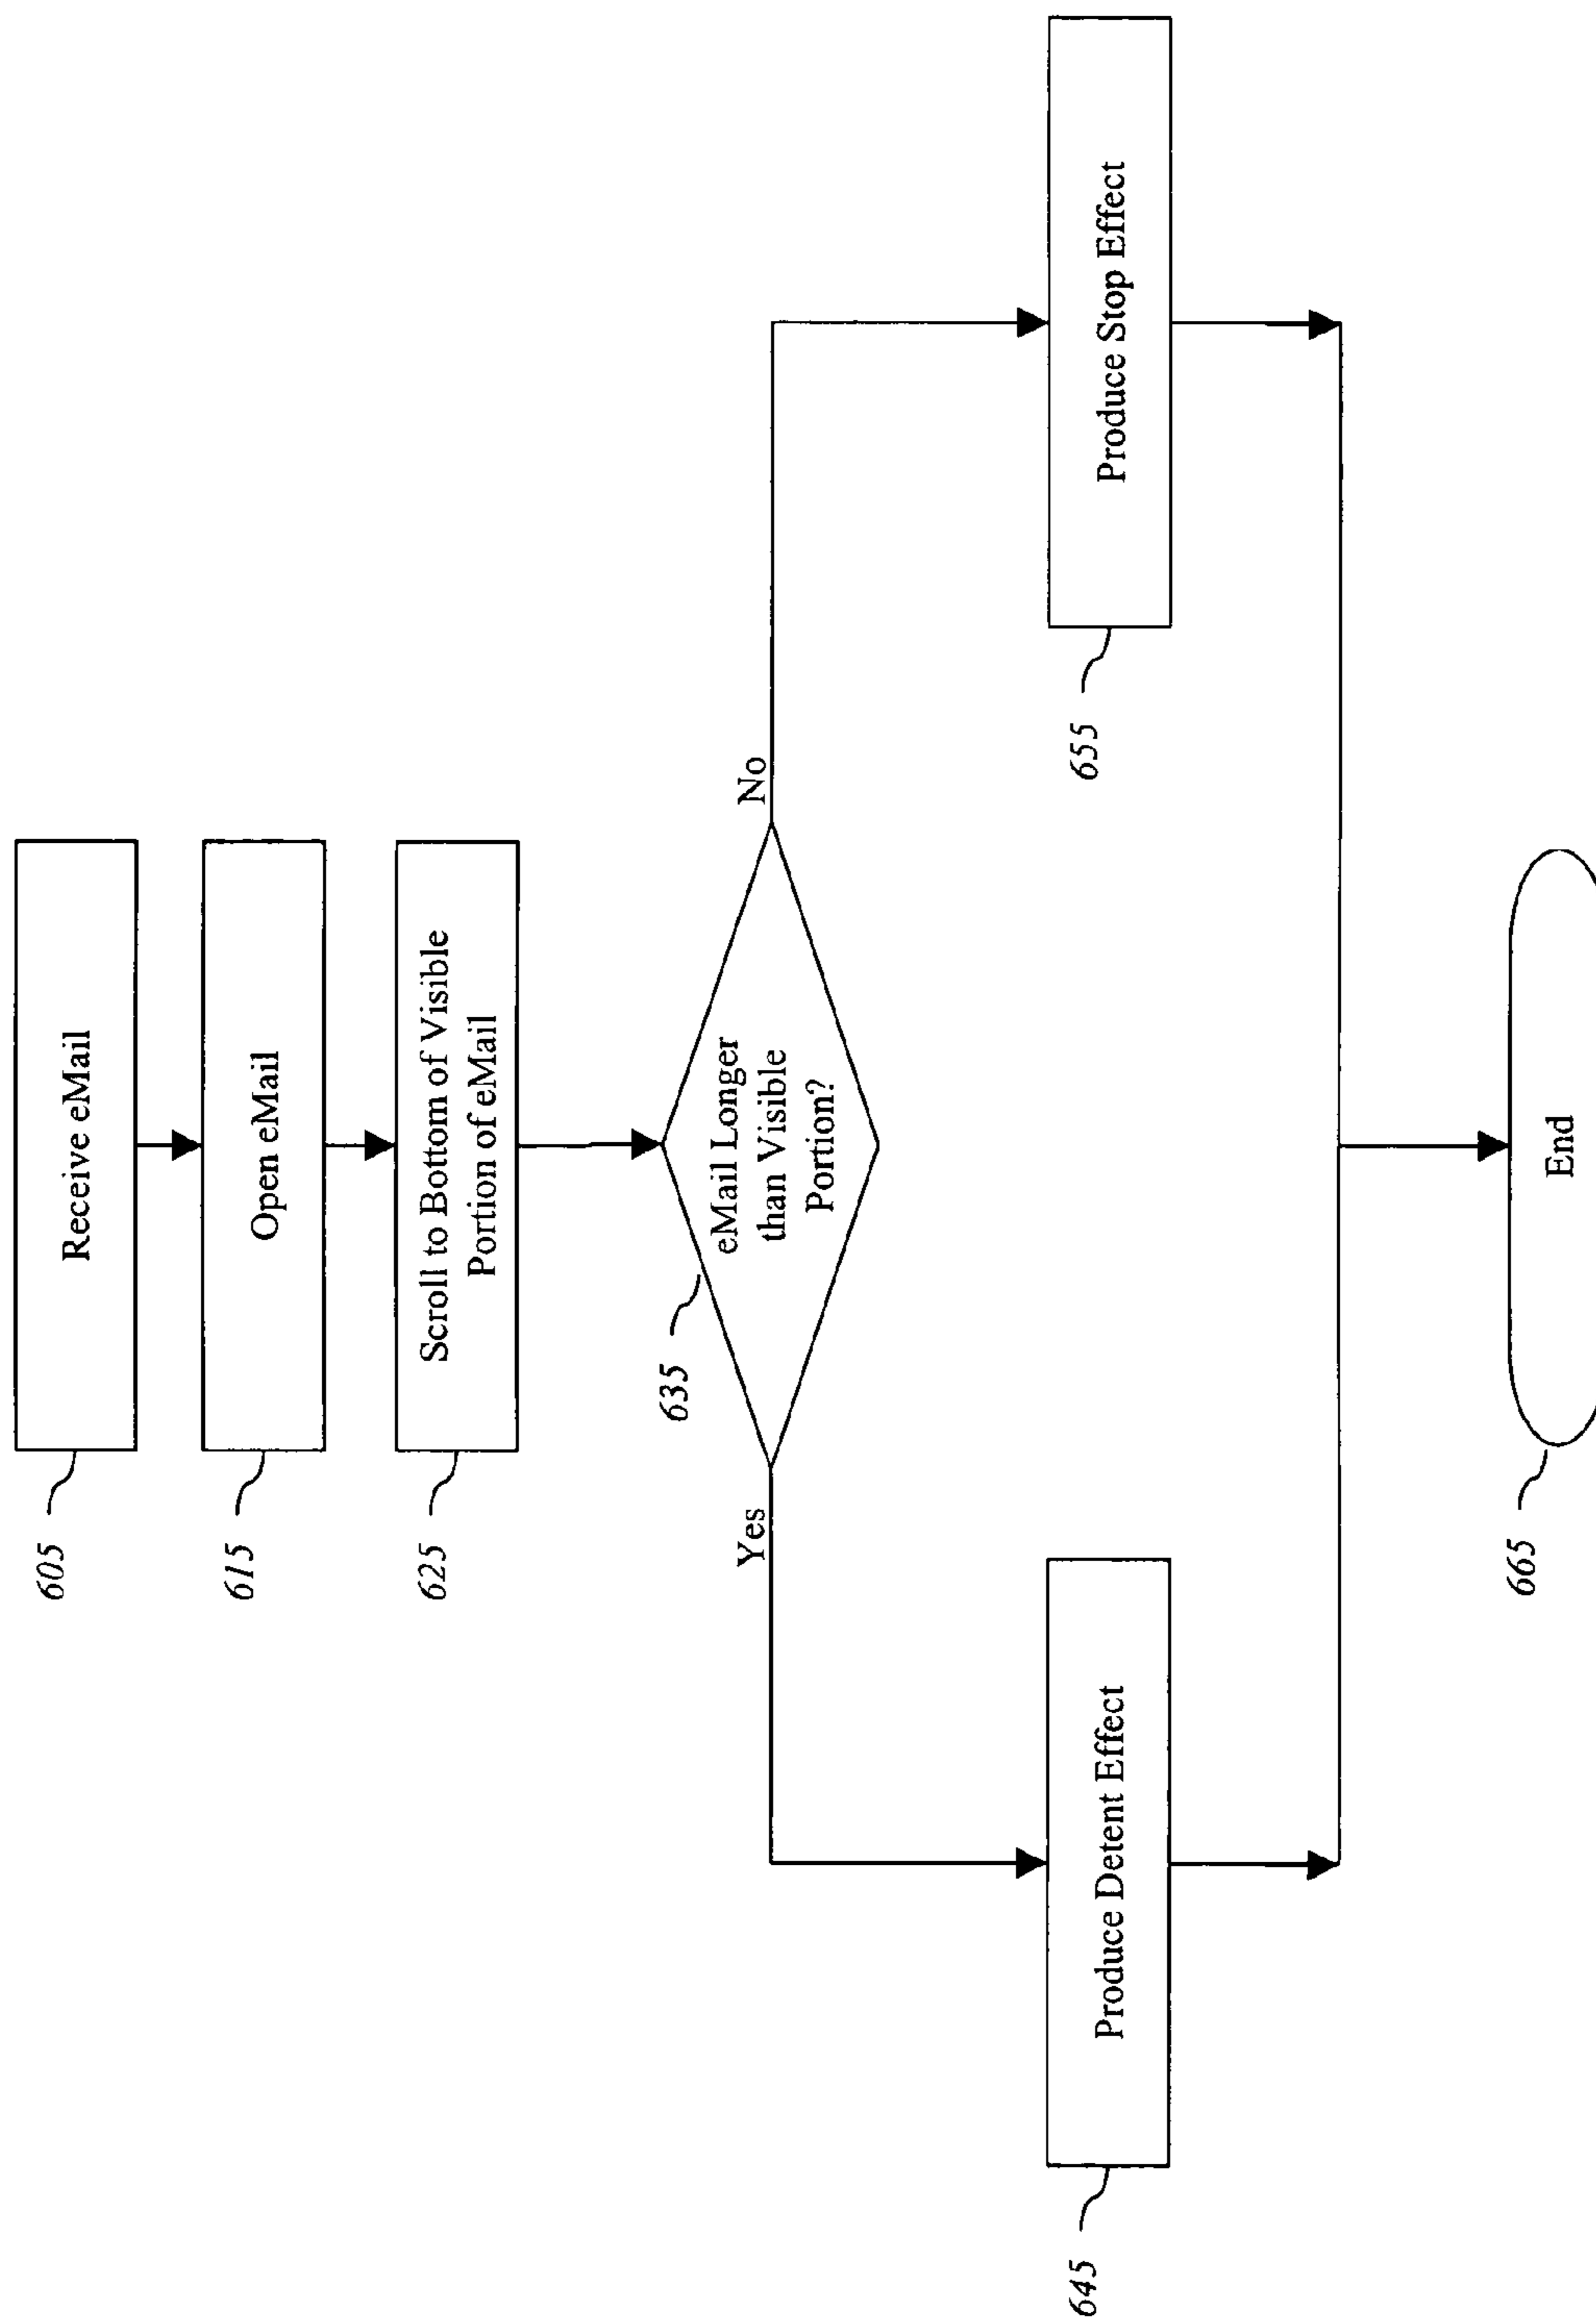 605
Receive eMail
615
Open eMail
625
Scroll to Bottom of Visible
Portion of eMail
635
eMail Longer
than Visible
Portion?
Yes
No
645
Produce Detent Effect
655
Produce Stop Effect
665
End